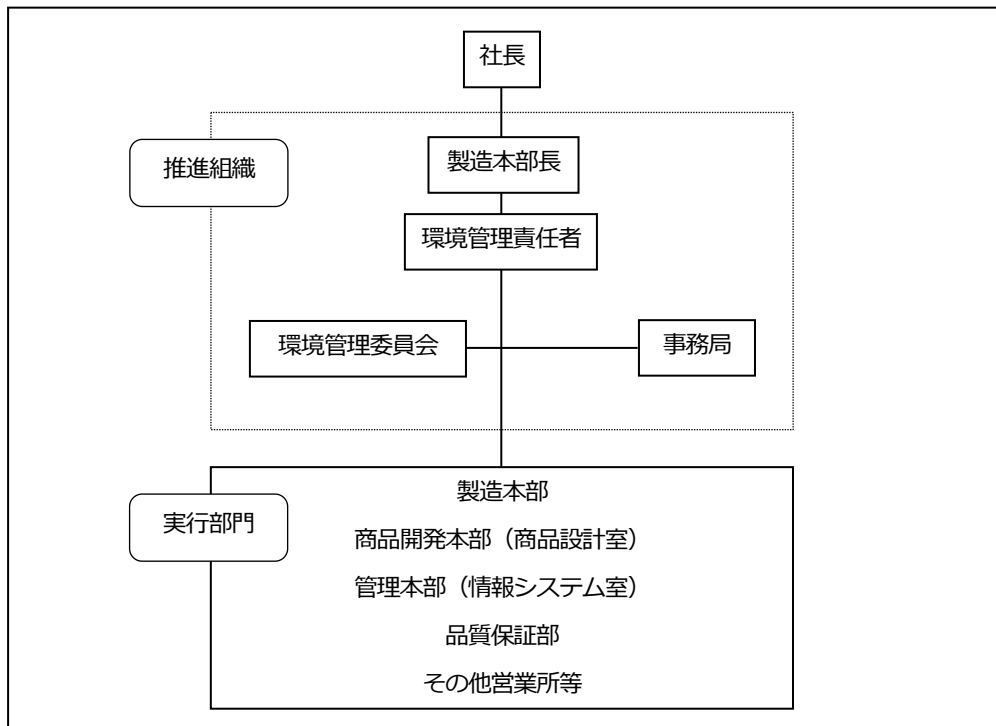 社長
推進組織
製造本部長
環境管理責任者
環境管理委員会
事務局
実行部門
製造本部
商品開発本部（商品設計室）
管理本部（情報システム室）
品質保証部
その他営業所等